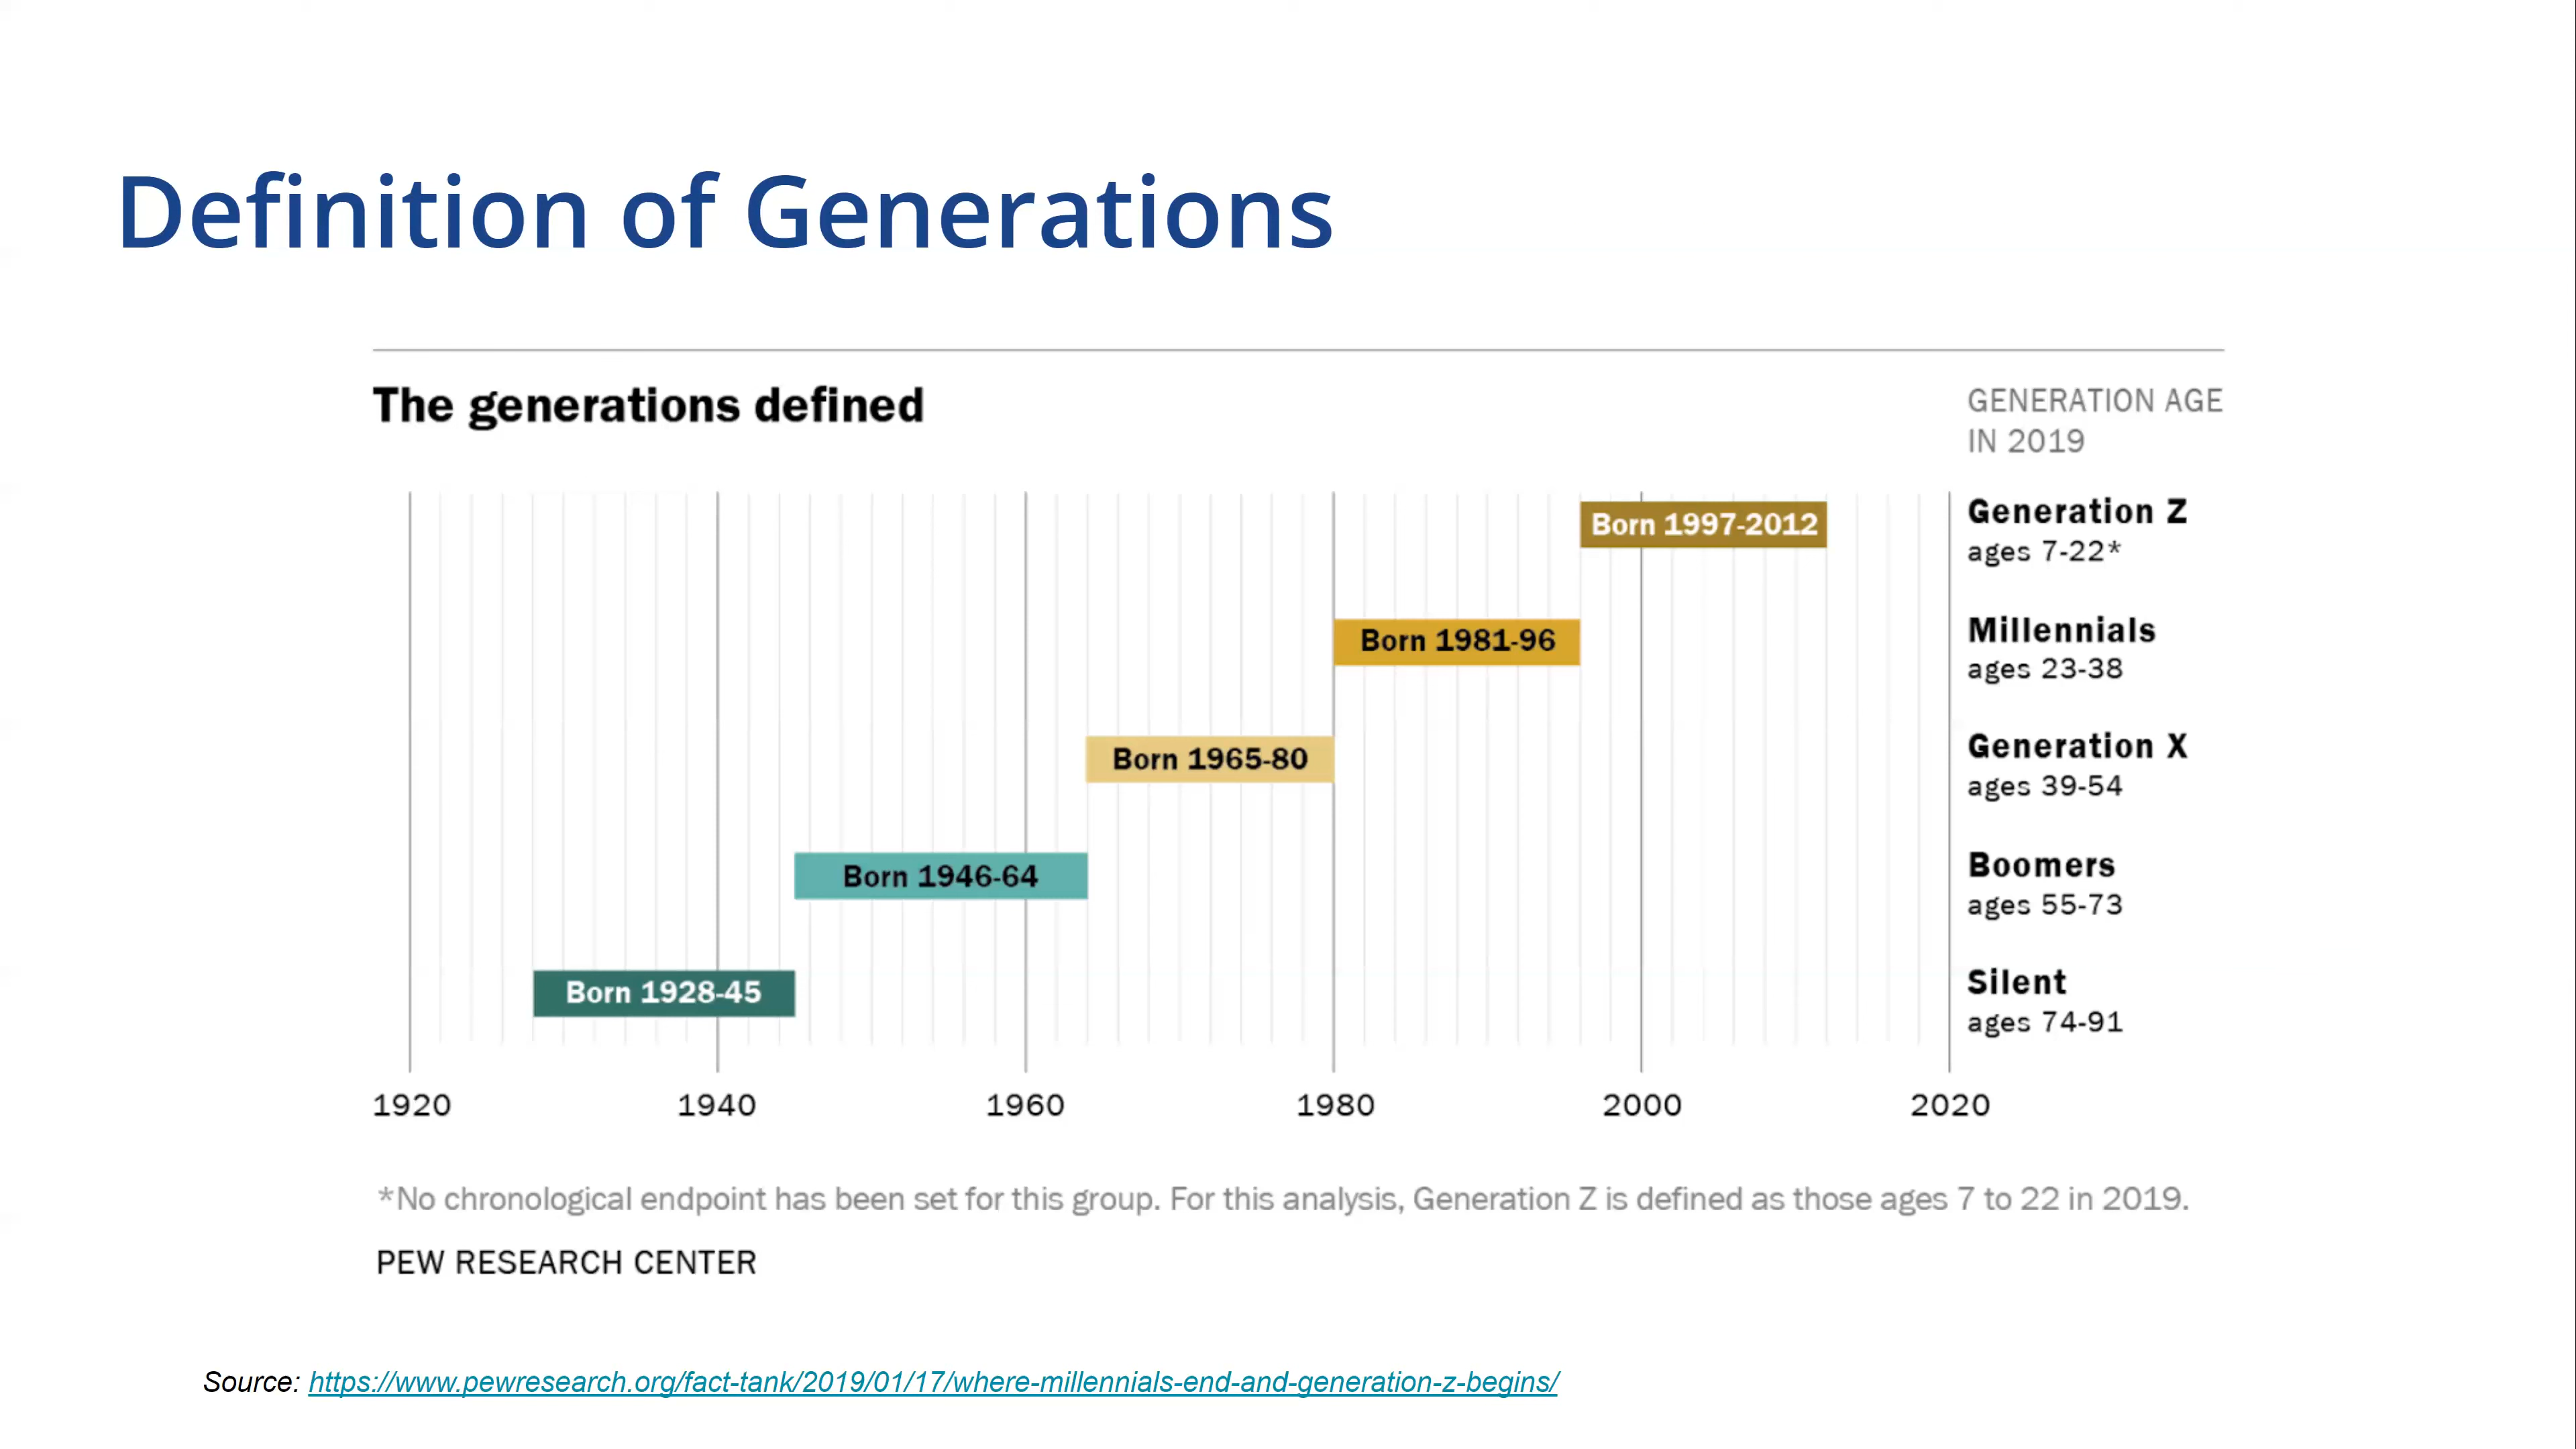 Definition of Generations
The generations defined
GENERATION AGE
IN 2019
Born 1997-2012
Generation Z
ages 7-22*
Born 1981-96
Millennials
ages 23-38
Born 1965-80
Generation X
ages 39-54
Born 1946-64
Boomers
ages 55-73
Born 1928-45
Silent
ages 74-91
1920 1940 1960 1980 2000 2020
*No chronological endpoint has been set for this group. For this analysis, Generation Z is defined as those ages 7 to 22 in 2019.
PEW RESEARCH CENTER
Source: https://www.pewresearch.org/fact-tank/2019/01/17/where-millennials-end-and-generation-z-begins/